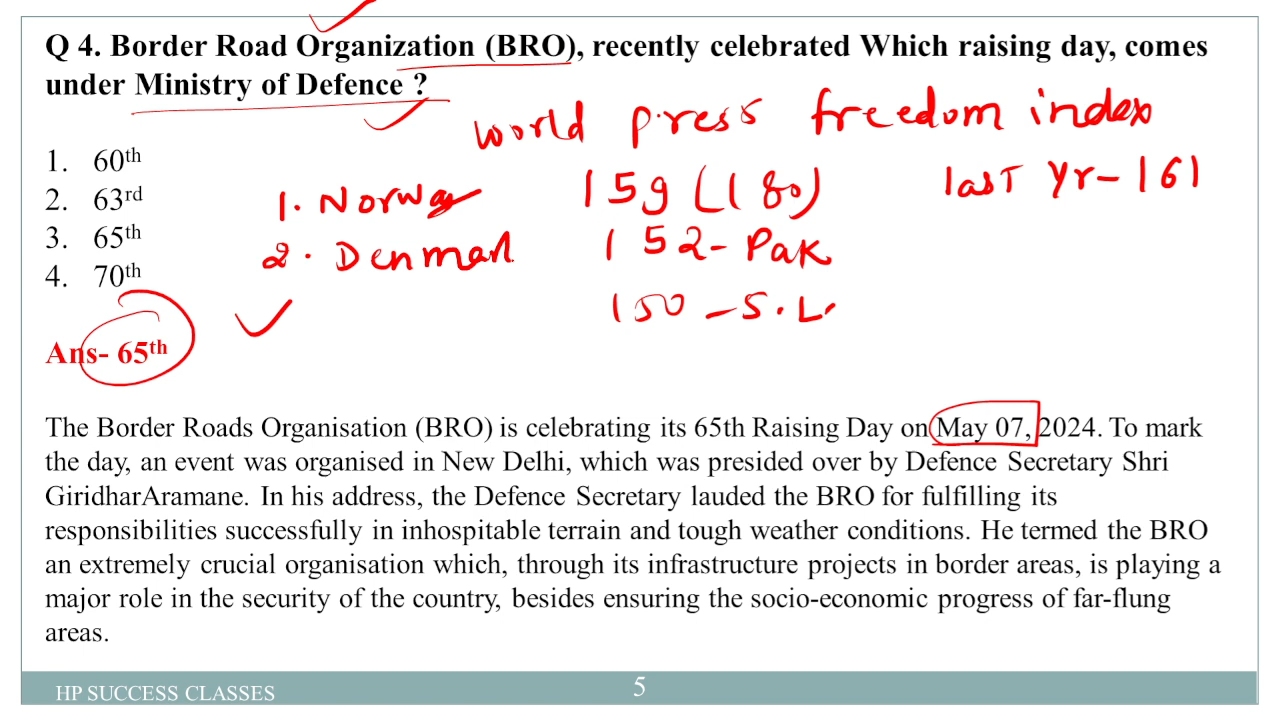 Q 4. Border Road Organization (BRO), recently celebrated Which raising day, comes
under Ministry of Defence ?
world press freedom index
1. 60th
2. 63rd
3. 65th
4. 70th
1. Norway
2. Denmark
159 (180)
152 - Pak
150 - S.L.
last yr - 161
Ans- 65th
The Border Roads Organisation (BRO) is celebrating its 65th Raising Day on May 07, 2024. To mark
the day, an event was organised in New Delhi, which was presided over by Defence Secretary Shri
GiridharAramane. In his address, the Defence Secretary lauded the BRO for fulfilling its
responsibilities successfully in inhospitable terrain and tough weather conditions. He termed the BRO
an extremely crucial organisation which, through its infrastructure projects in border areas, is playing a
major role in the security of the country, besides ensuring the socio-economic progress of far-flung
areas.
HP SUCCESS CLASSES
5